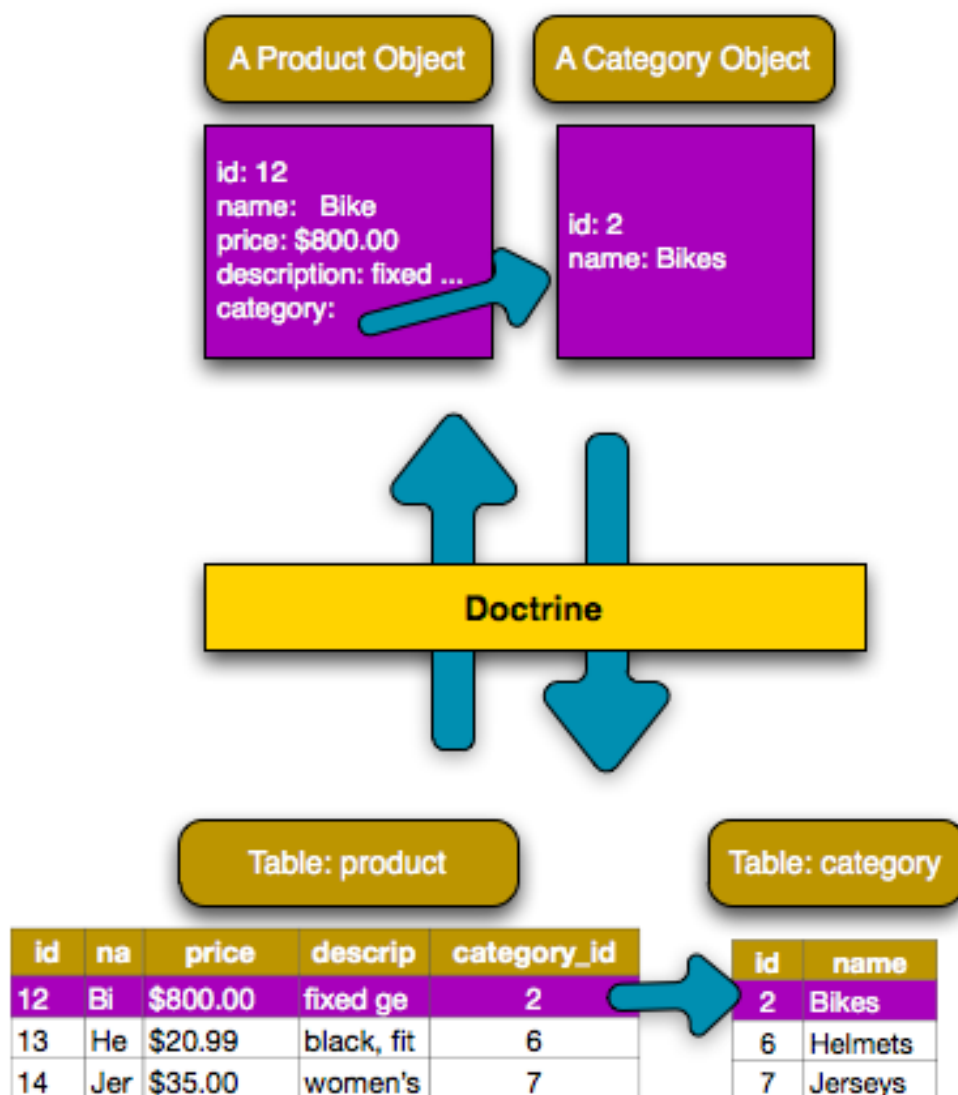 A Product Object
A Category Object
id: 12
name: Bike
price: $800.00
description: fixed ...
category:
id: 2
name: Bikes
Doctrine
Table: product
Table: category
id na price descrip category_id
12 Bi $800.00 fixed ge 2
13 He $20.99 black, fit 6
14 Jer $35.00 women's 7
id name
2 Bikes
6 Helmets
7 Jerseys